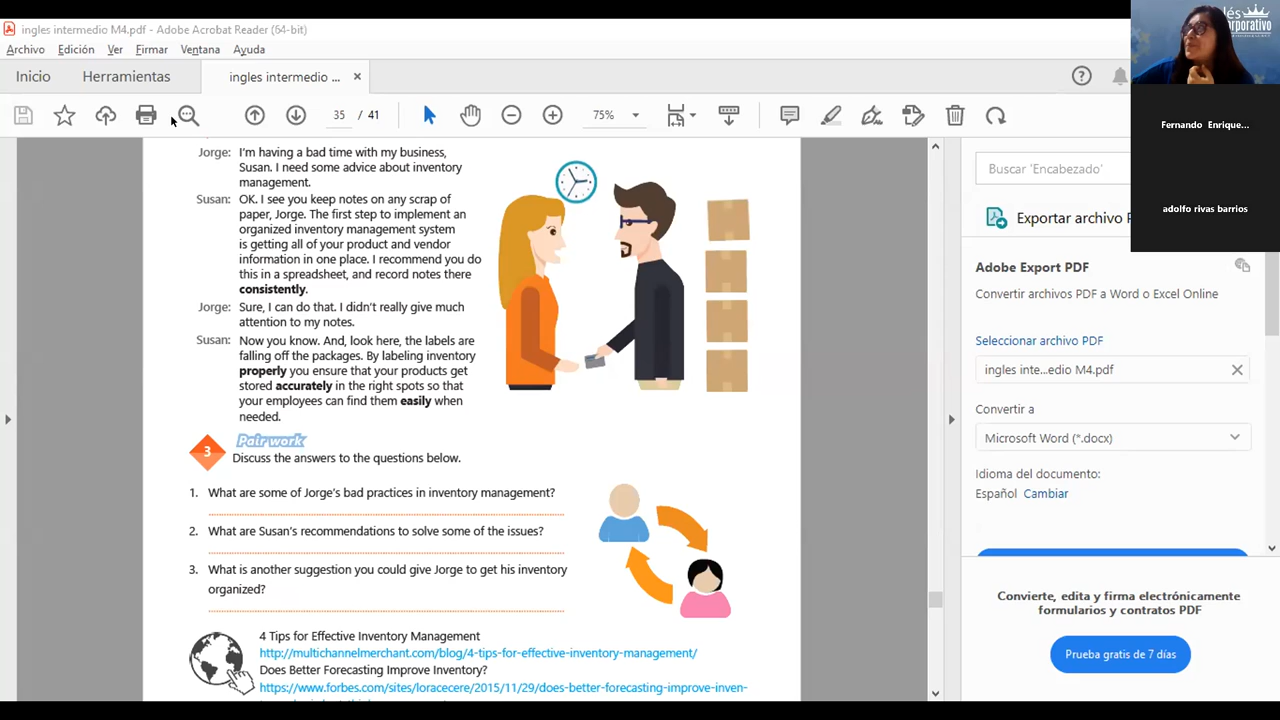 ingles intermedio M4.pdf - Adobe Acrobat Reader (64-bit)
Archivo Edición Ver Firmar Ventana Ayuda
Inicio Herramientas ingles intermedio ... ×
35 / 41 75%
Jorge: I'm having a bad time with my business,
Susan. I need some advice about inventory
management.
Susan: OK. I see you keep notes on any scrap of
paper, Jorge. The first step to implement an
organized inventory management system
is getting all of your product and vendor
information in one place. I recommend you do
this in a spreadsheet, and record notes there
consistently.
Jorge: Sure, I can do that. I didn't really give much
attention to my notes.
Susan: Now you know. And, look here, the labels are
falling off the packages. By labeling inventory
properly you ensure that your products get
stored accurately in the right spots so that
your employees can find them easily when
needed.
3
Pair work
Discuss the answers to the questions below.
1. What are some of Jorge's bad practices in inventory management?
2. What are Susan's recommendations to solve some of the issues?
3. What is another suggestion you could give Jorge to get his inventory
organized?
4 Tips for Effective Inventory Management
http://multichannelmerchant.com/blog/4-tips-for-effective-inventory-management/
Does Better Forecasting Improve Inventory?
https://www.forbes.com/sites/loracecere/2015/11/29/does-better-forecasting-improve-inven-
Buscar 'Encabezado'
Exportar archivo P
Adobe Export PDF
Convertir archivos PDF a Word o Excel Online
Seleccionar archivo PDF
ingles inte...edio M4.pdf
Convertir a
Microsoft Word (*.docx)
Idioma del documento:
Español Cambiar
Convierte, edita y firma electrónicamente
formularios y contratos PDF
Prueba gratis de 7 días
Fernando Enrique...
adolfo rivas barrios